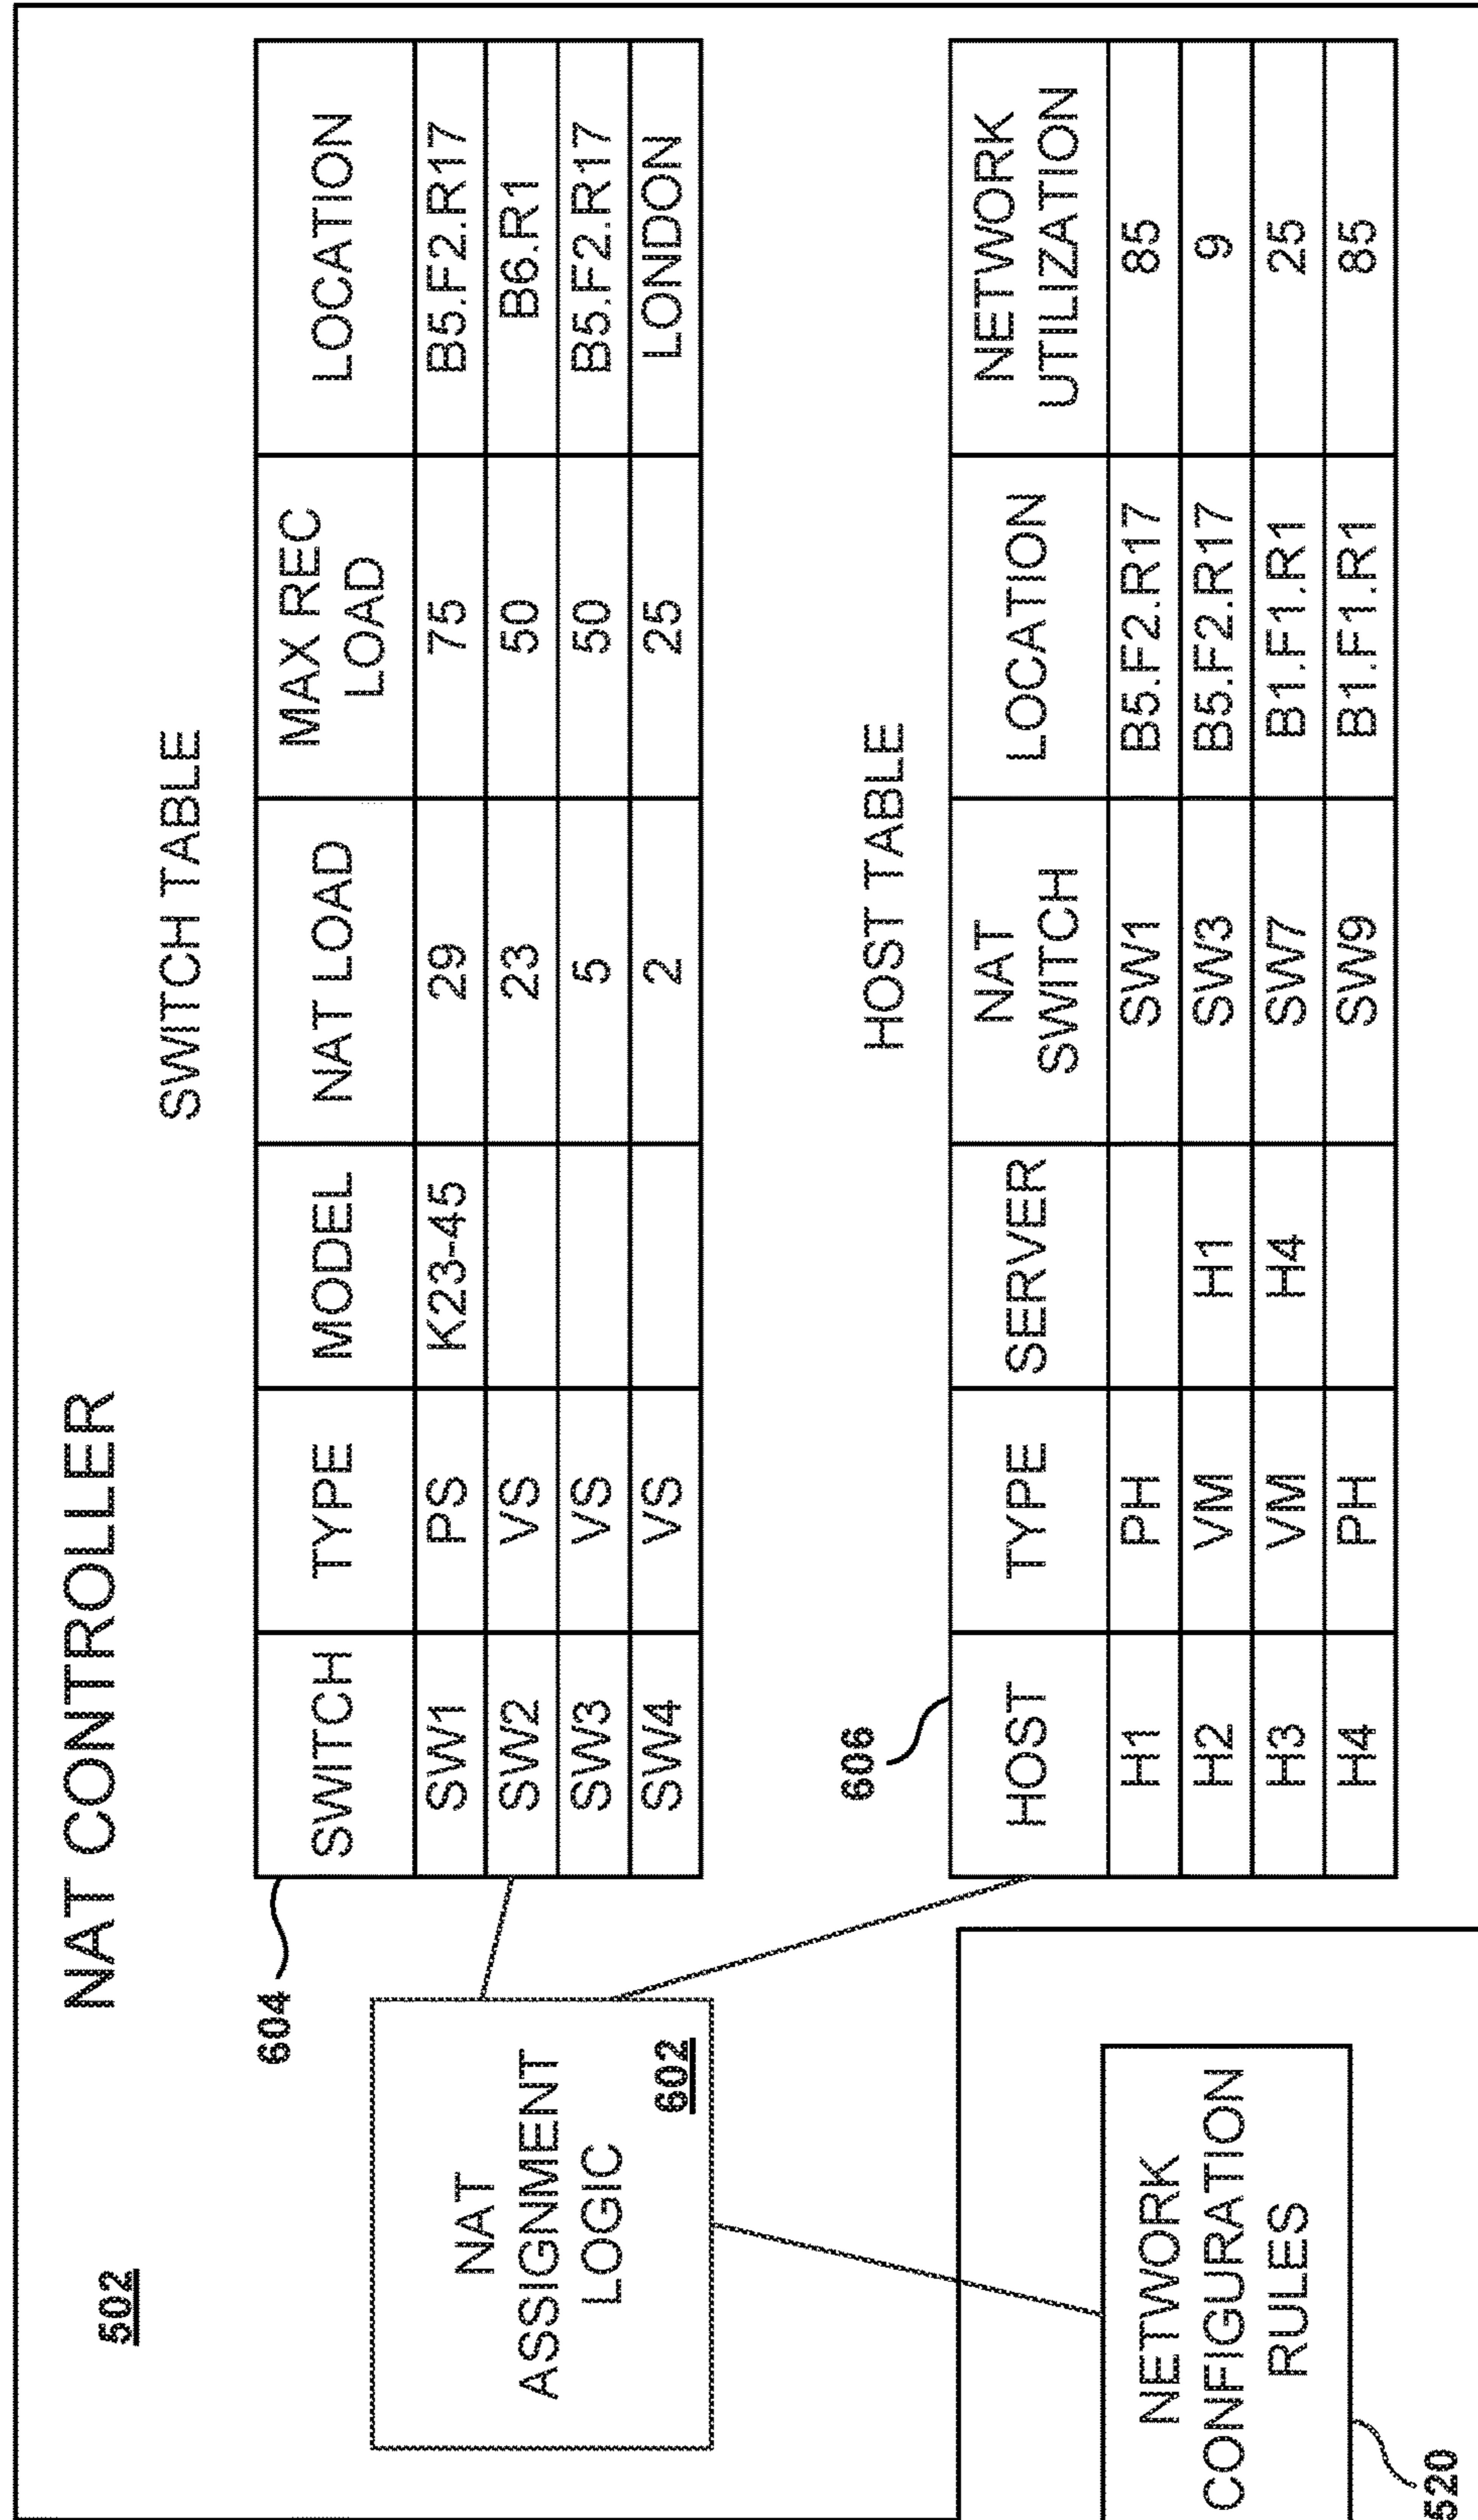 NAT CONTROLLER
502
SWITCH TABLE
604
SWITCH TYPE MODEL NAT LOAD MAX REC LOAD LOCATION
SW1 PS K23-45 29 75 B5.F2.R17
SW2 VS 23 50 B6.R1
SW3 VS 5 50 B5.F2.R17
SW4 VS 2 25 LONDON
NAT
ASSIGNMENT
LOGIC
602
HOST TABLE
606
HOST TYPE SERVER NAT SWITCH LOCATION NETWORK UTILIZATION
H1 PH SW1 B5.F2.R17 85
H2 VM H1 SW3 B5.F2.R17 9
H3 VM H4 SW7 B1.F1.R1 25
H4 PH SW9 B1.F1.R1 85
NETWORK
CONFIGURATION
RULES
520